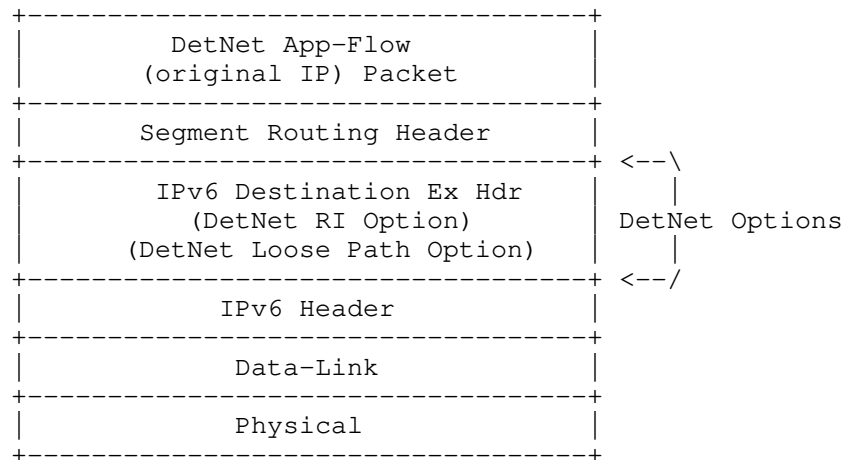 DetNet App-Flow
(original IP) Packet
Segment Routing Header
<--\
IPv6 Destination Ex Hdr
(DetNet RI Option) DetNet Options
(DetNet Loose Path Option)
<--/
IPv6 Header
Data-Link
Physical